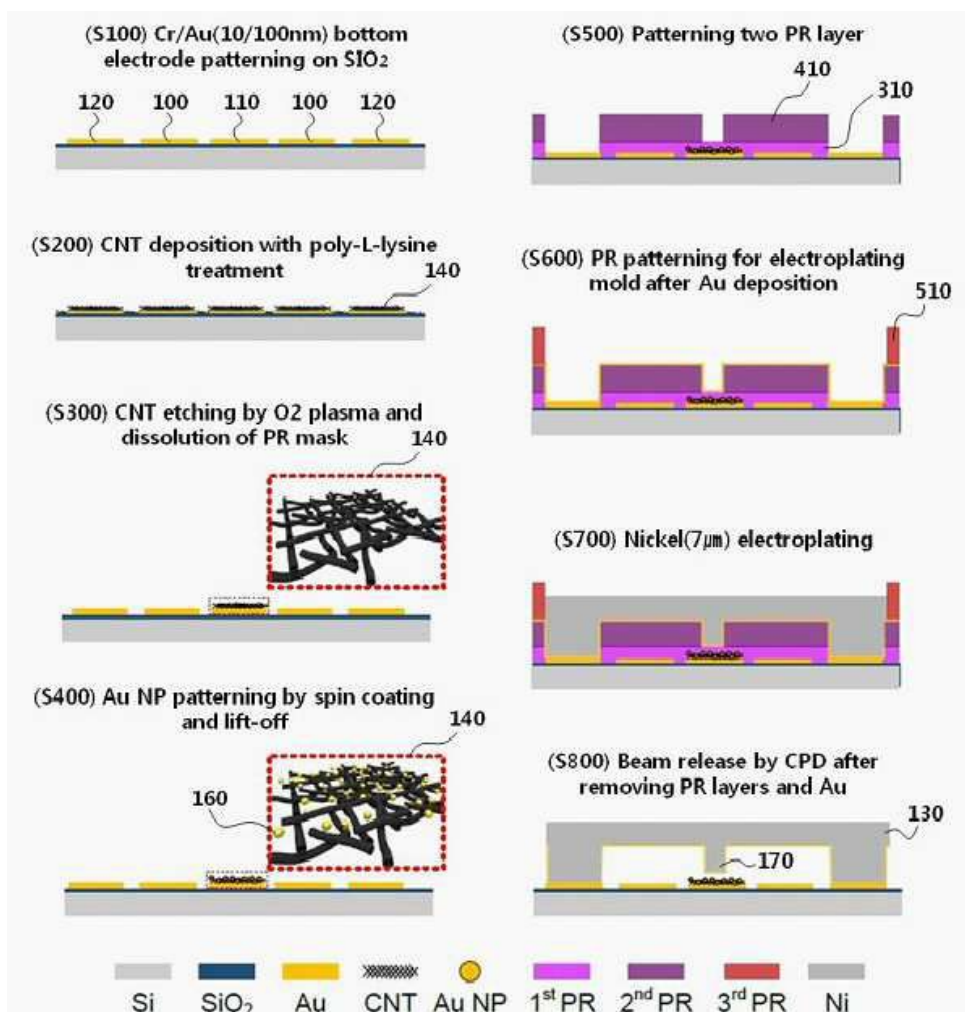 (S100) Cr/Au(10/100nm) bottom
electrode patterning on SIO₂
120 100 110 100 120
(S200) CNT deposition with poly-L-lysine
treatment
140
(S300) CNT etching by O2 plasma and
dissolution of PR mask
140
(S400) Au NP patterning by spin coating
and lift-off
140
160
(S500) Patterning two PR layer
410
310
(S600) PR patterning for electroplating
mold after Au deposition
510
(S700) Nickel(7μm) electroplating
(S800) Beam release by CPD after
removing PR layers and Au
130
170
Si SiO₂ Au CNT Au NP 1st PR 2nd PR 3rd PR Ni